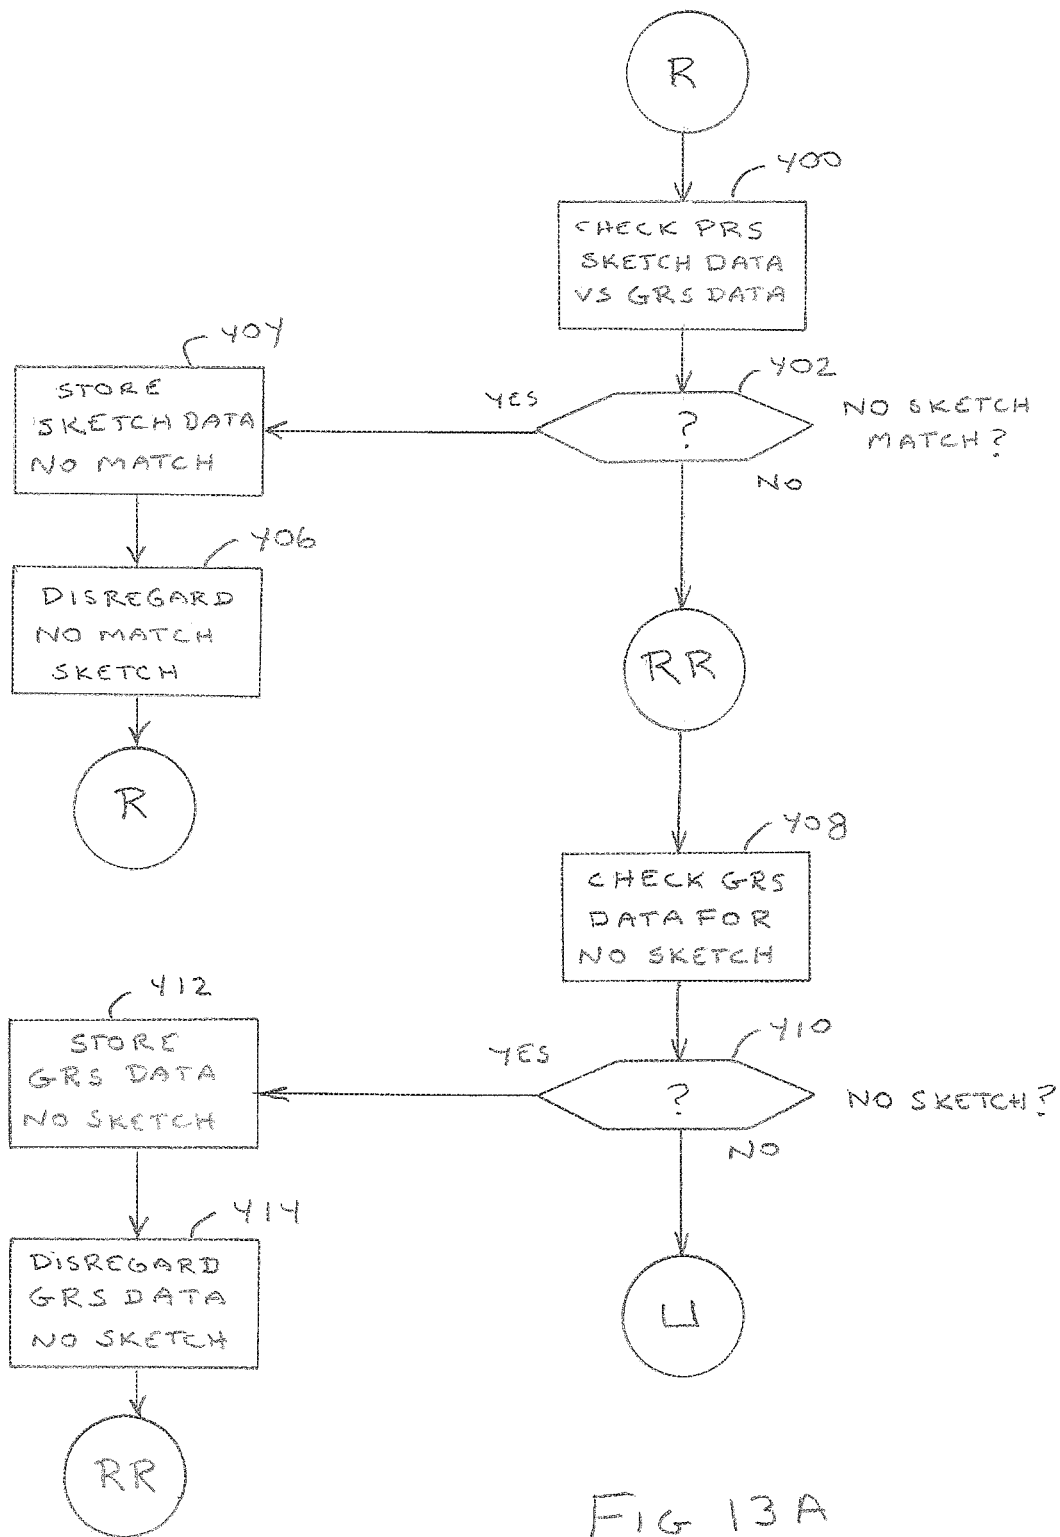 R
400
CHECK PRS
SKETCH DATA
VS GRS DATA
404
STORE
SKETCH DATA
NO MATCH
YES
402
?
NO SKETCH
MATCH?
NO
406
DISREGARD
NO MATCH
SKETCH
R
RR
408
CHECK GRS
DATA FOR
NO SKETCH
412
STORE
GRS DATA
NO SKETCH
YES
410
?
NO SKETCH?
NO
414
DISREGARD
GRS DATA
NO SKETCH
RR
U
FIG 13A